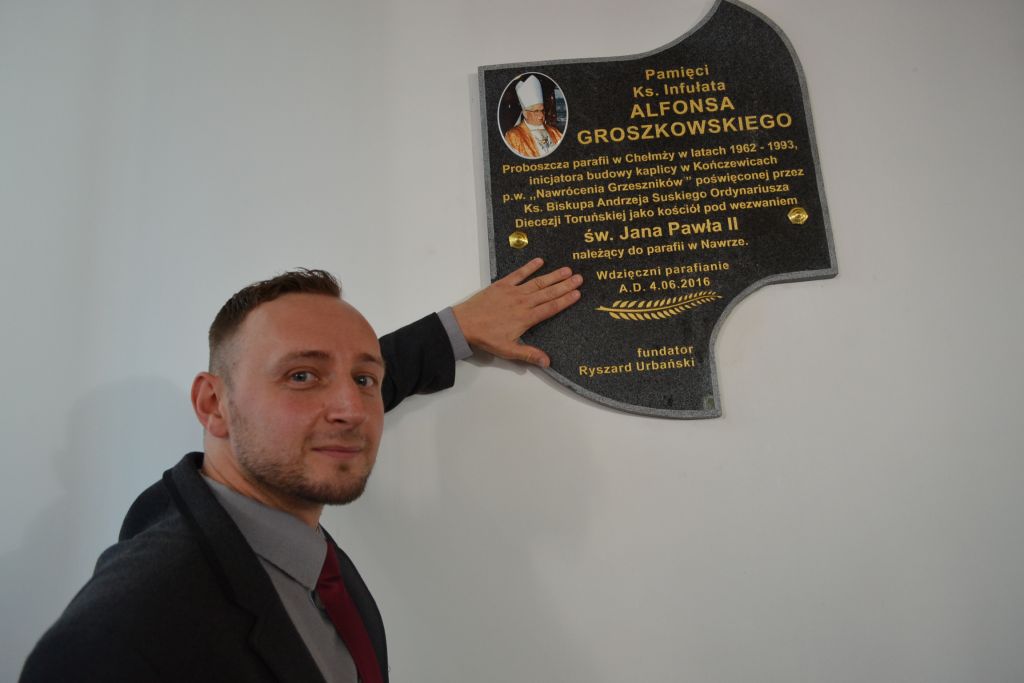 Pamięci
Ks. Infułata
ALFONSA
GROSZKOWSKIEGO
Proboszcza parafii w Chełmży w latach 1962 - 1993,
inicjatora budowy kaplicy w Kończewicach
p.w. ,,Nawrócenia Grzeszników'' poświęconej przez
Ks. Biskupa Andrzeja Suskiego Ordynariusza
Diecezji Toruńskiej jako kościół pod wezwaniem
św. Jana Pawła II
należący do parafii w Nawrze.
Wdzięczni parafianie
A.D. 4.06.2016
fundator
Ryszard Urbański